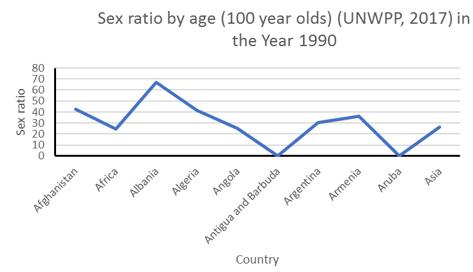 Sex ratio by age (100 year olds) (UNWPP, 2017) in
the Year 1990
80
70
60
50
40
30
20
10
0
Sex ratio
Afghanistan
Africa
Albania
Algeria
Angola
Antigua and Barbuda
Argentina
Armenia
Aruba
Asia
Country